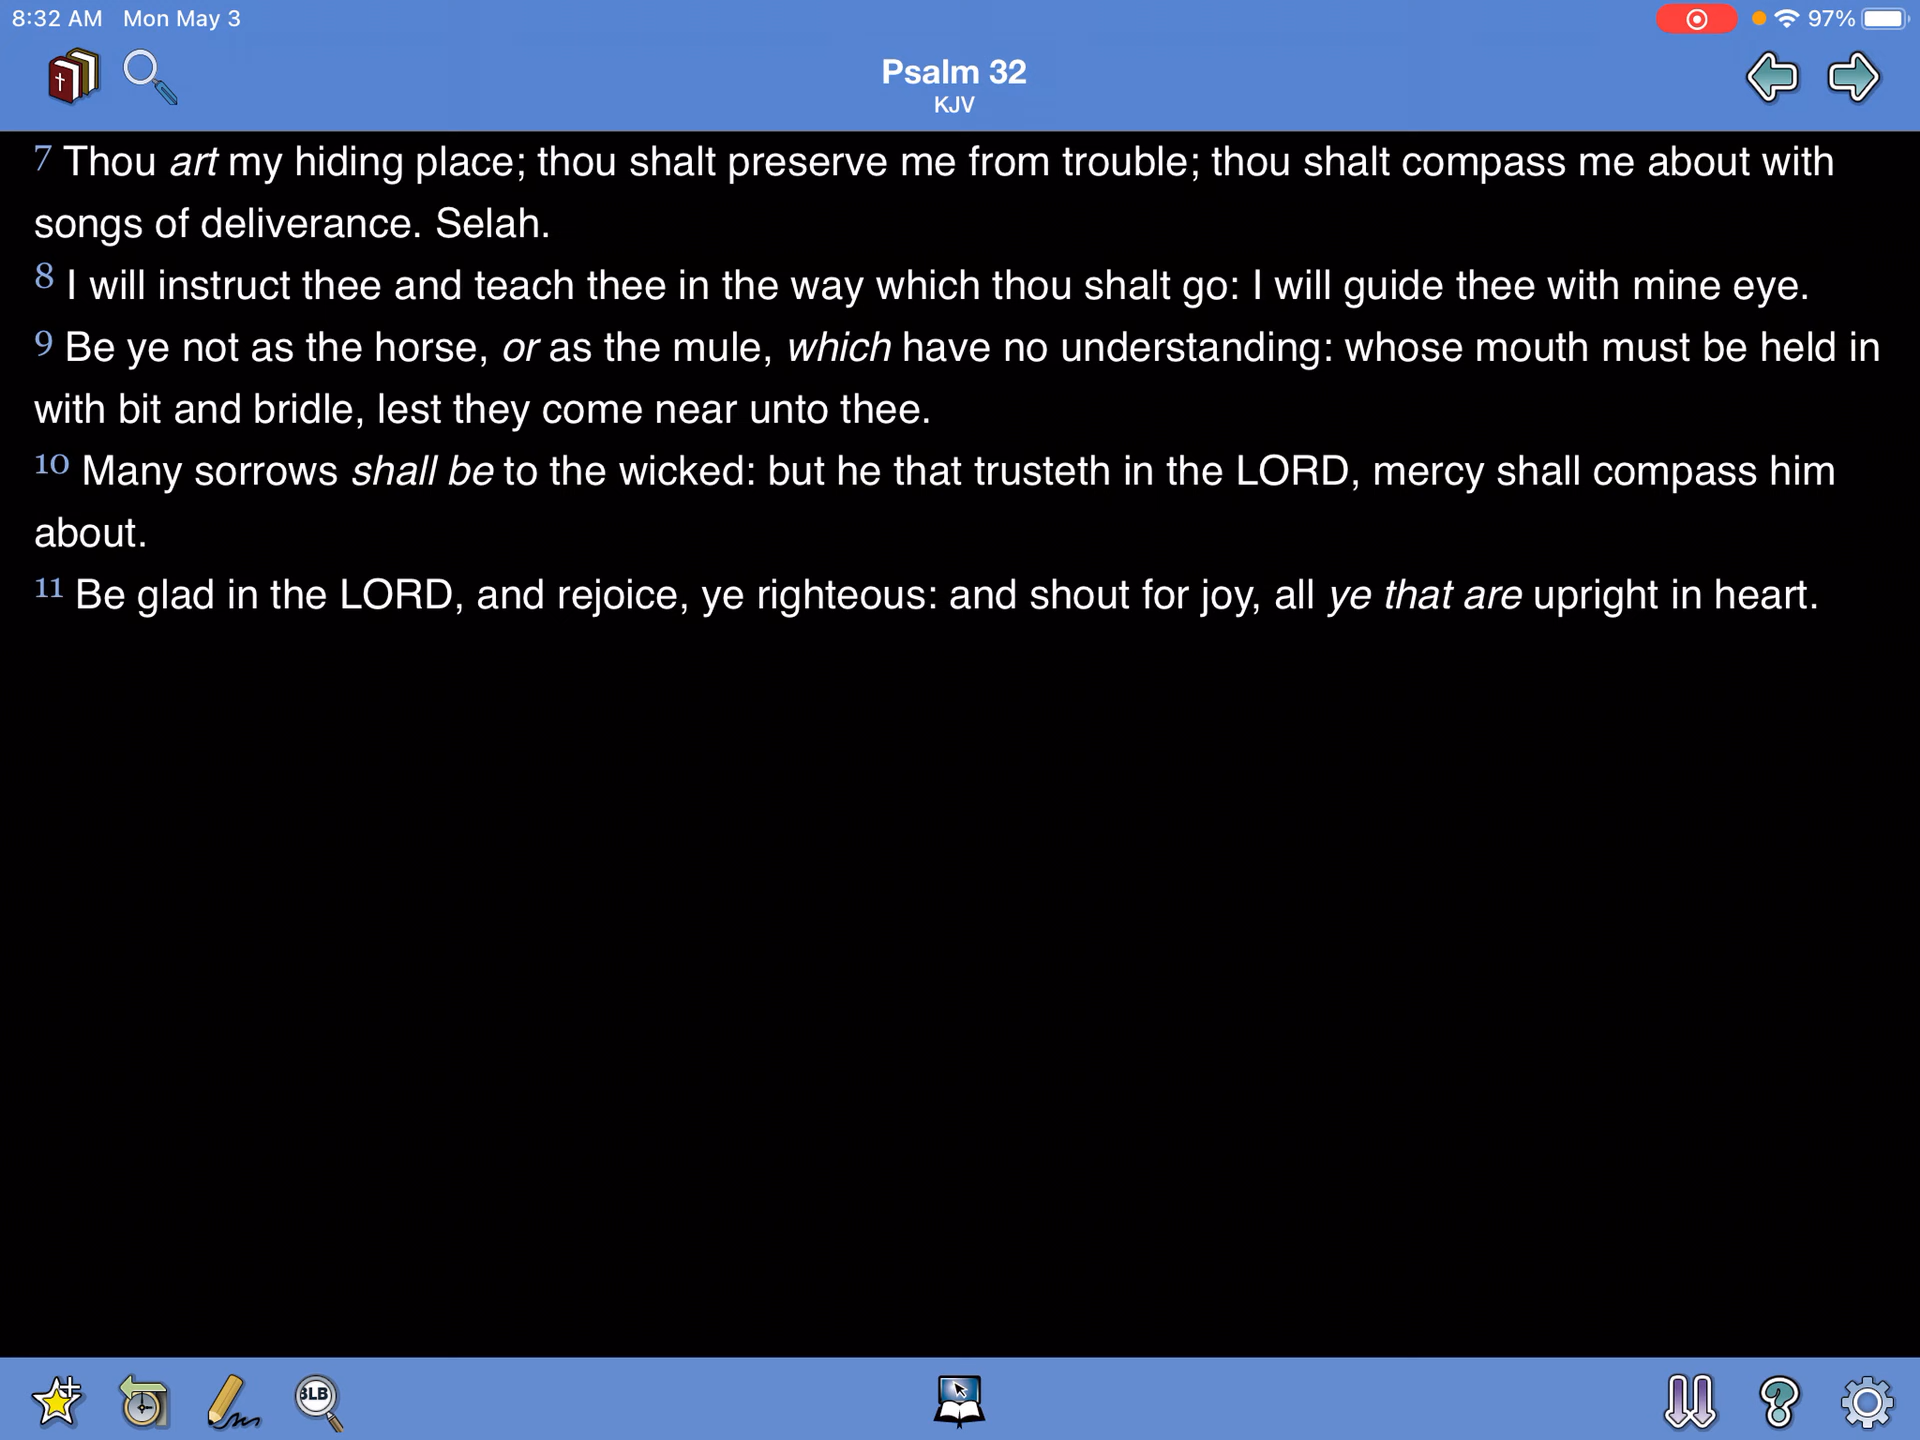 8:32 AM Mon May 3
97%
Psalm 32
KJV
7 Thou art my hiding place; thou shalt preserve me from trouble; thou shalt compass me about with
songs of deliverance. Selah.
8 I will instruct thee and teach thee in the way which thou shalt go: I will guide thee with mine eye.
9 Be ye not as the horse, or as the mule, which have no understanding: whose mouth must be held in
with bit and bridle, lest they come near unto thee.
10 Many sorrows shall be to the wicked: but he that trusteth in the LORD, mercy shall compass him
about.
11 Be glad in the LORD, and rejoice, ye righteous: and shout for joy, all ye that are upright in heart.
BLB
?